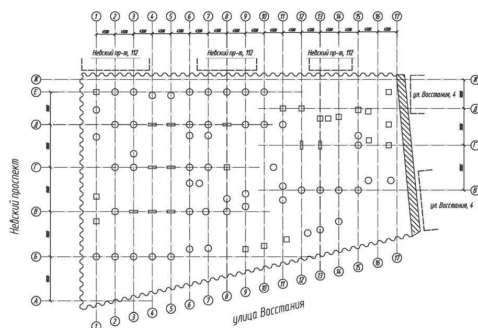 1 2 3 4 5 6 7 8 9 10 11 12 13 14 15 16 17
Невский пр-т, 112 Невский пр-т, 112 Невский пр-т, 112
Ж Ж
Е
Д Д
ул. Восстания, 4
Г Г
В В
ул. Восстания, 4
Б
А
Невский проспект
1 2 3 4 5 6 7 8 9 10 11 12 13 14 15 16 17
улица Восстания